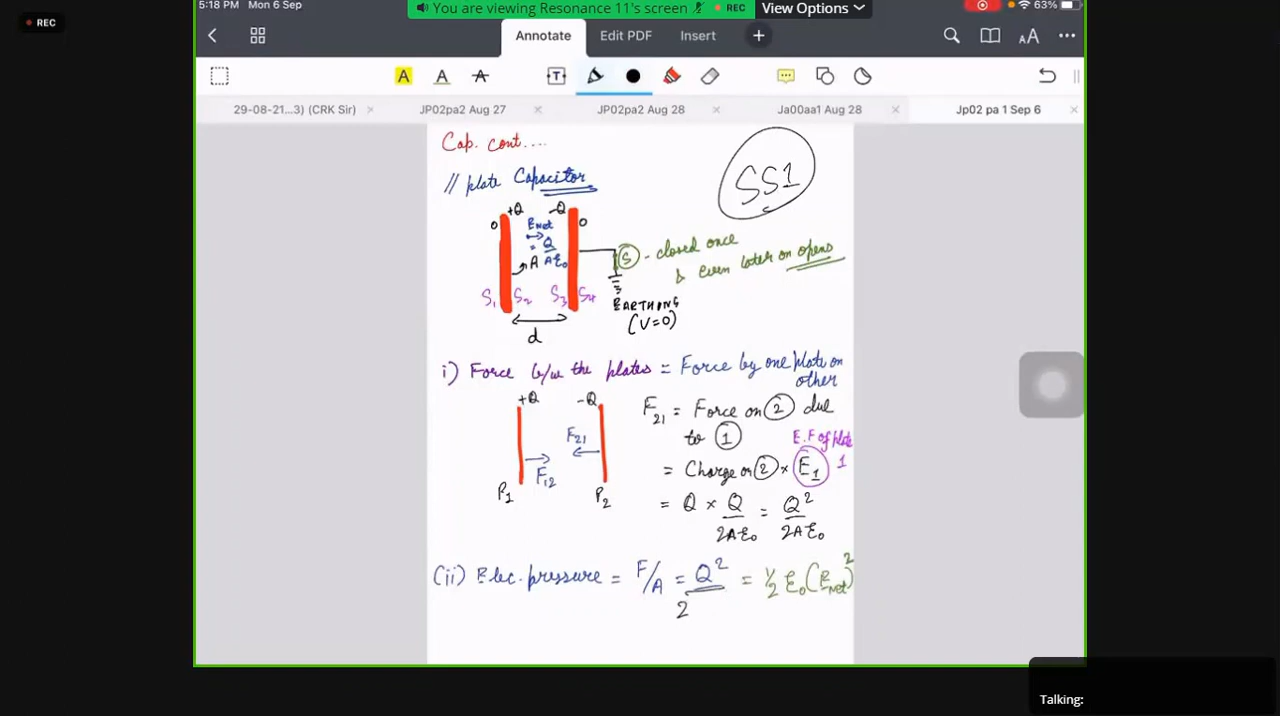 5:18 PM Mon 6 Sep
You are viewing Resonance 11's screen
REC
View Options
63%
REC
Annotate
Edit PDF
Insert
29-08-21...3) (CRK Sir)
JP02pa2 Aug 27
JP02pa2 Aug 28
Ja00aa1 Aug 28
Jp02 pa 1 Sep 6
Cap. cont....
// plate Capacitor
SS1
+Q -Q
O Enet O
= Q/Aε₀
A
S - closed once
& even later on opens
S₁ S₂ S₃ S₄
EARTHING
(V=0)
d
i) Force b/w the plates = Force by one plate on
other
+Q -Q
F₂₁ = Force on ② due
to ①
E.F of plate
1
F₂₁
F₁₂
= Charge on ② × E₁
P₁ P₂
= Q × Q/2Aε₀ = Q²/2Aε₀
(ii) Elec. pressure = F/A = Q²/2 = ½ ε₀(Enet)²
Talking: